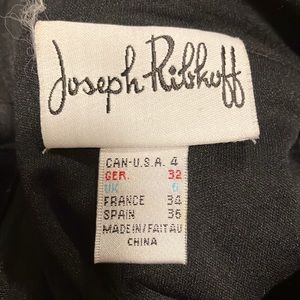 Joseph Ribkoff
CAN-U.S.A. 4
GER. 32
UK 6
FRANCE 34
SPAIN 36
MADE IN/FAIT AU
CHINA